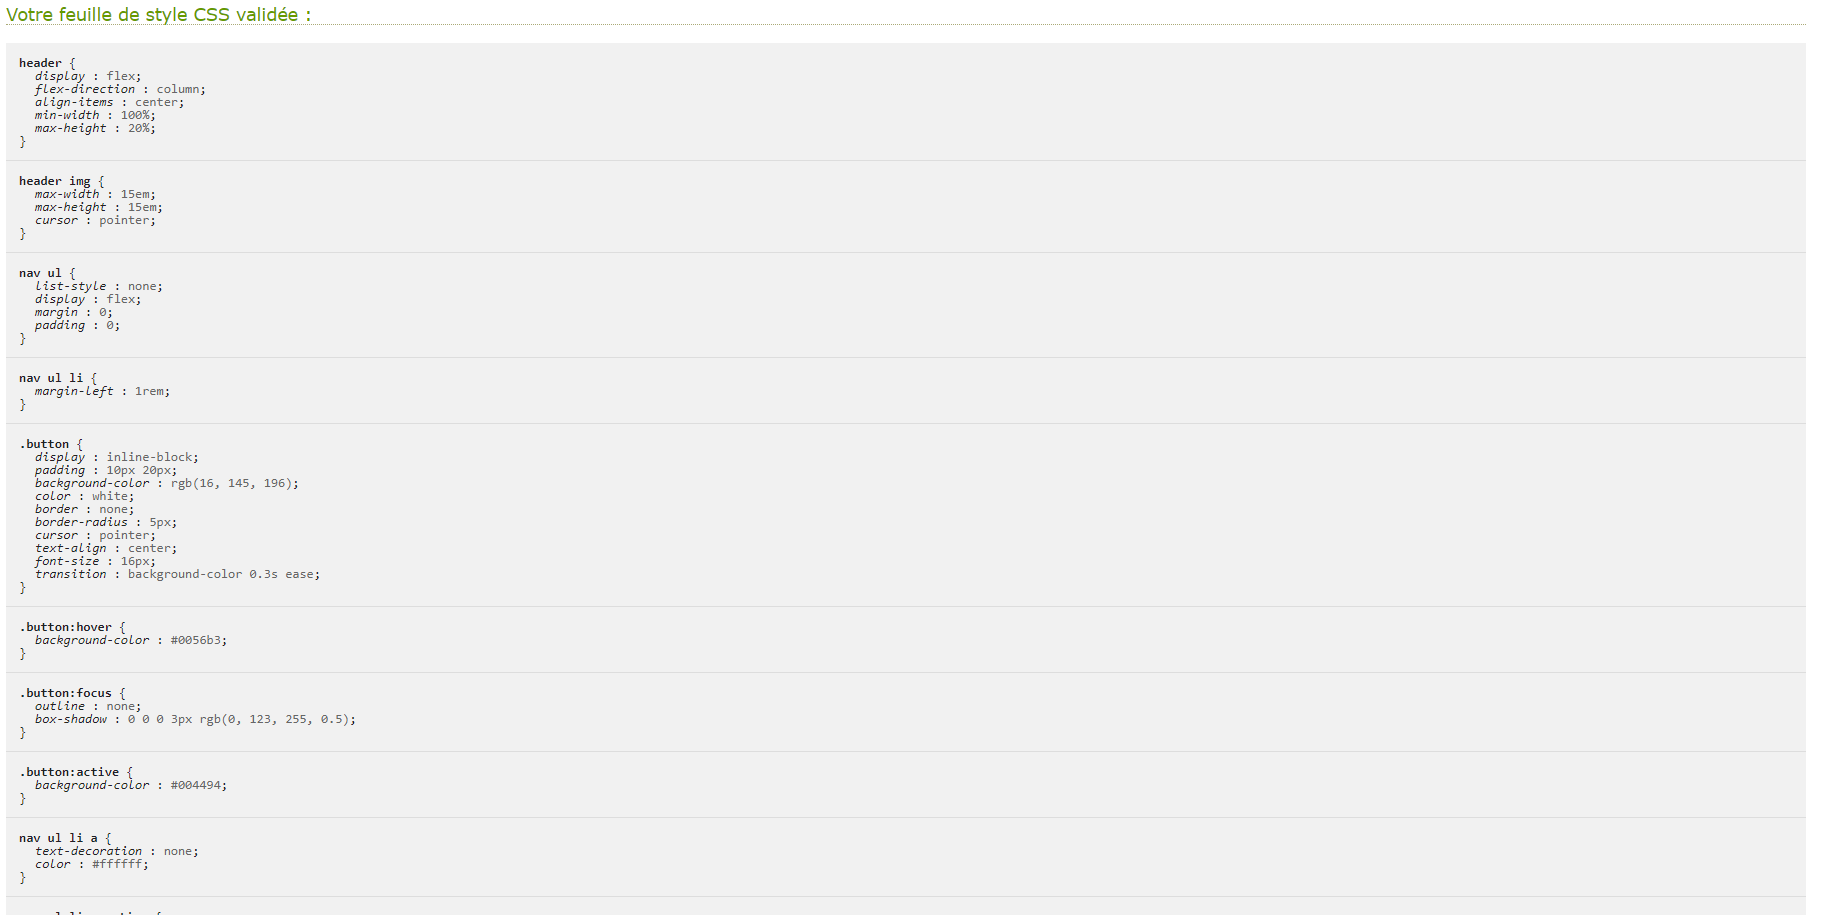 Votre feuille de style CSS validée :
header {
display : flex;
flex-direction : column;
align-items : center;
min-width : 100%;
max-height : 20%;
}
header img {
max-width : 15em;
max-height : 15em;
cursor : pointer;
}
nav ul {
list-style : none;
display : flex;
margin : 0;
padding : 0;
}
nav ul li {
margin-left : 1rem;
}
.button {
display : inline-block;
padding : 10px 20px;
background-color : rgb(16, 145, 196);
color : white;
border : none;
border-radius : 5px;
cursor : pointer;
text-align : center;
font-size : 16px;
transition : background-color 0.3s ease;
}
.button:hover {
background-color : #0056b3;
}
.button:focus {
outline : none;
box-shadow : 0 0 0 3px rgb(0, 123, 255, 0.5);
}
.button:active {
background-color : #004494;
}
nav ul li a {
text-decoration : none;
color : #ffffff;
}